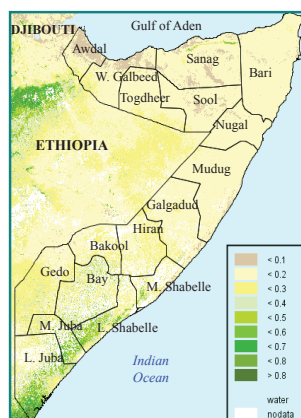 Gulf of Aden
DJIBOUTI
Awdal
Sanag
W. Galbeed
Bari
Togdheer
Sool
Nugal
ETHIOPIA
Mudug
Galgadud
Hiran
Bakool
Gedo
Bay
M. Shabelle
M. Juba
L. Shabelle
L. Juba
Indian
Ocean
< 0.1
< 0.2
< 0.3
< 0.4
< 0.5
< 0.6
< 0.7
< 0.8
> 0.8
water
nodata